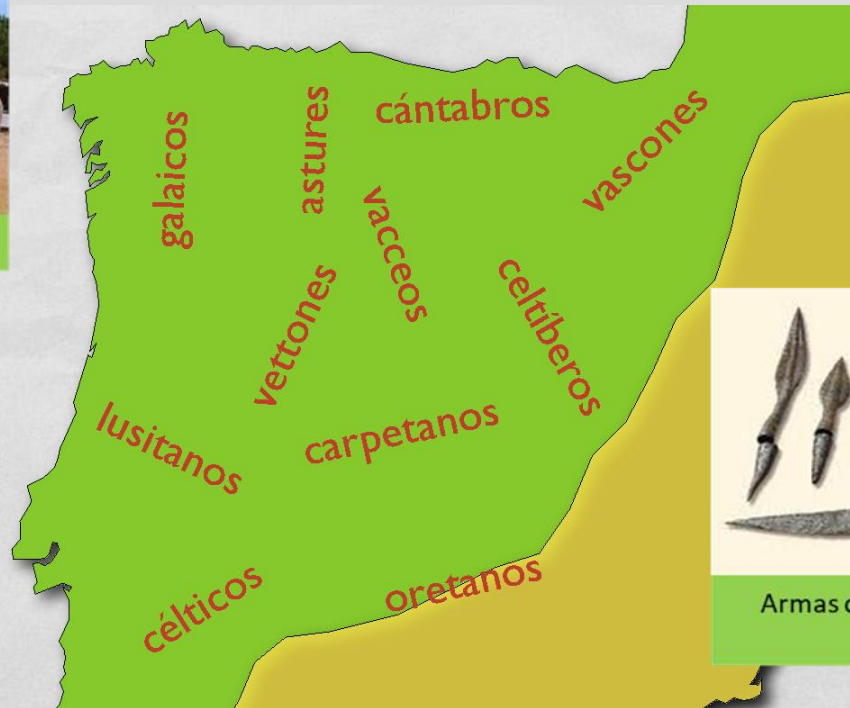 cántabros
astures
galaicos
vascones
vacceos
vettones
celtíberos
lusitanos
carpetanos
oretanos
célticos
Armas